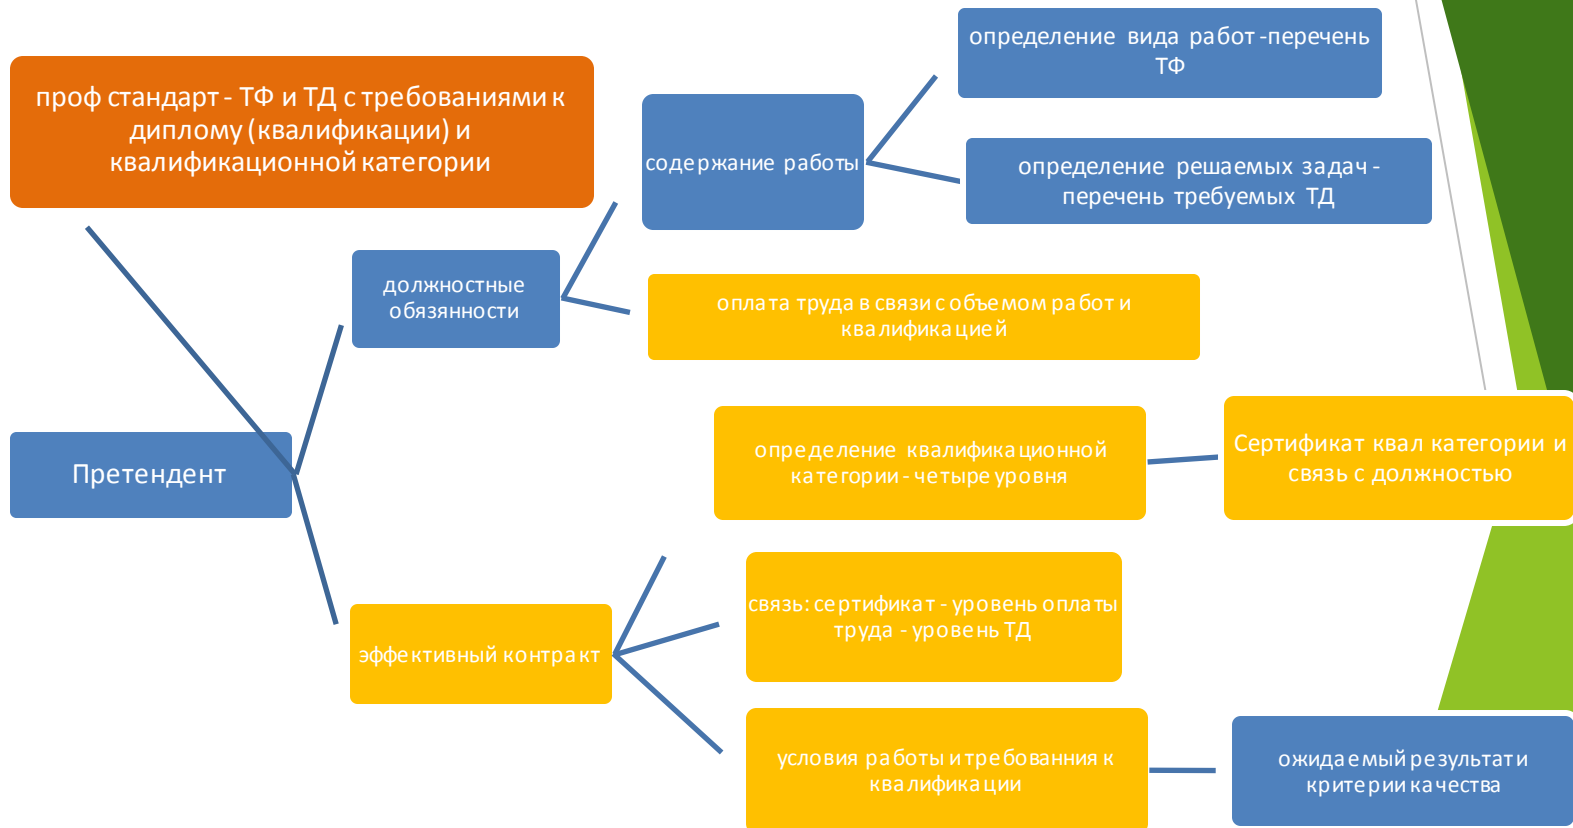 проф стандарт - ТФ и ТД с требованиями к
диплому (квалификации) и
квалификационной категории
Претендент
должностные
обязянности
эффективный контракт
содержание работы
оплата труда в связи с объемом работ и
квалификацией
определение вида работ -перечень
ТФ
определение решаемых задач -
перечень требуемых ТД
определение квалификационной
категории - четыре уровня
Сертификат квал категории и
связь с должностью
связь: сертификат - уровень оплаты
труда - уровень ТД
условия работы и требованния к
квалификации
ожидаемый результат и
критерии качества